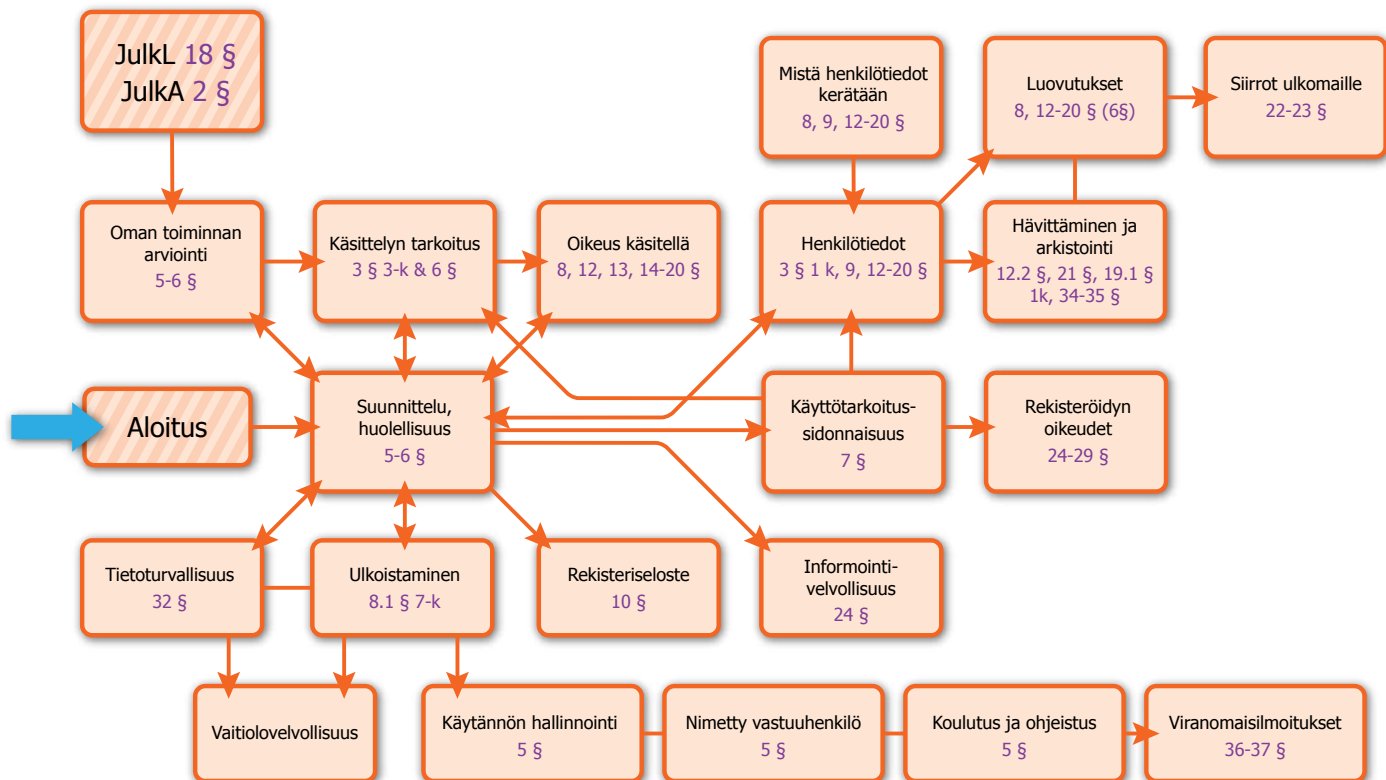 JulkL 18 §
JulkA 2 §
Mistä henkilötiedot
kerätään
8, 9, 12-20 §
Luovutukset
8, 12-20 § (6§)
Siirrot ulkomaille
22-23 §
Oman toiminnan
arviointi
5-6 §
Käsittelyn tarkoitus
3 § 3-k & 6 §
Oikeus käsitellä
8, 12, 13, 14-20 §
Henkilötiedot
3 § 1 k, 9, 12-20 §
Hävittäminen ja
arkistointi
12.2 §, 21 §, 19.1 §
1k, 34-35 §
Aloitus
Suunnittelu,
huolellisuus
5-6 §
Käyttötarkoitus-
sidonnaisuus
7 §
Rekisteröidyn
oikeudet
24-29 §
Tietoturvallisuus
32 §
Ulkoistaminen
8.1 § 7-k
Rekisteriseloste
10 §
Informointi-
velvollisuus
24 §
Vaitiolovelvollisuus
Käytännön hallinnointi
5 §
Nimetty vastuuhenkilö
5 §
Koulutus ja ohjeistus
5 §
Viranomaisilmoitukset
36-37 §